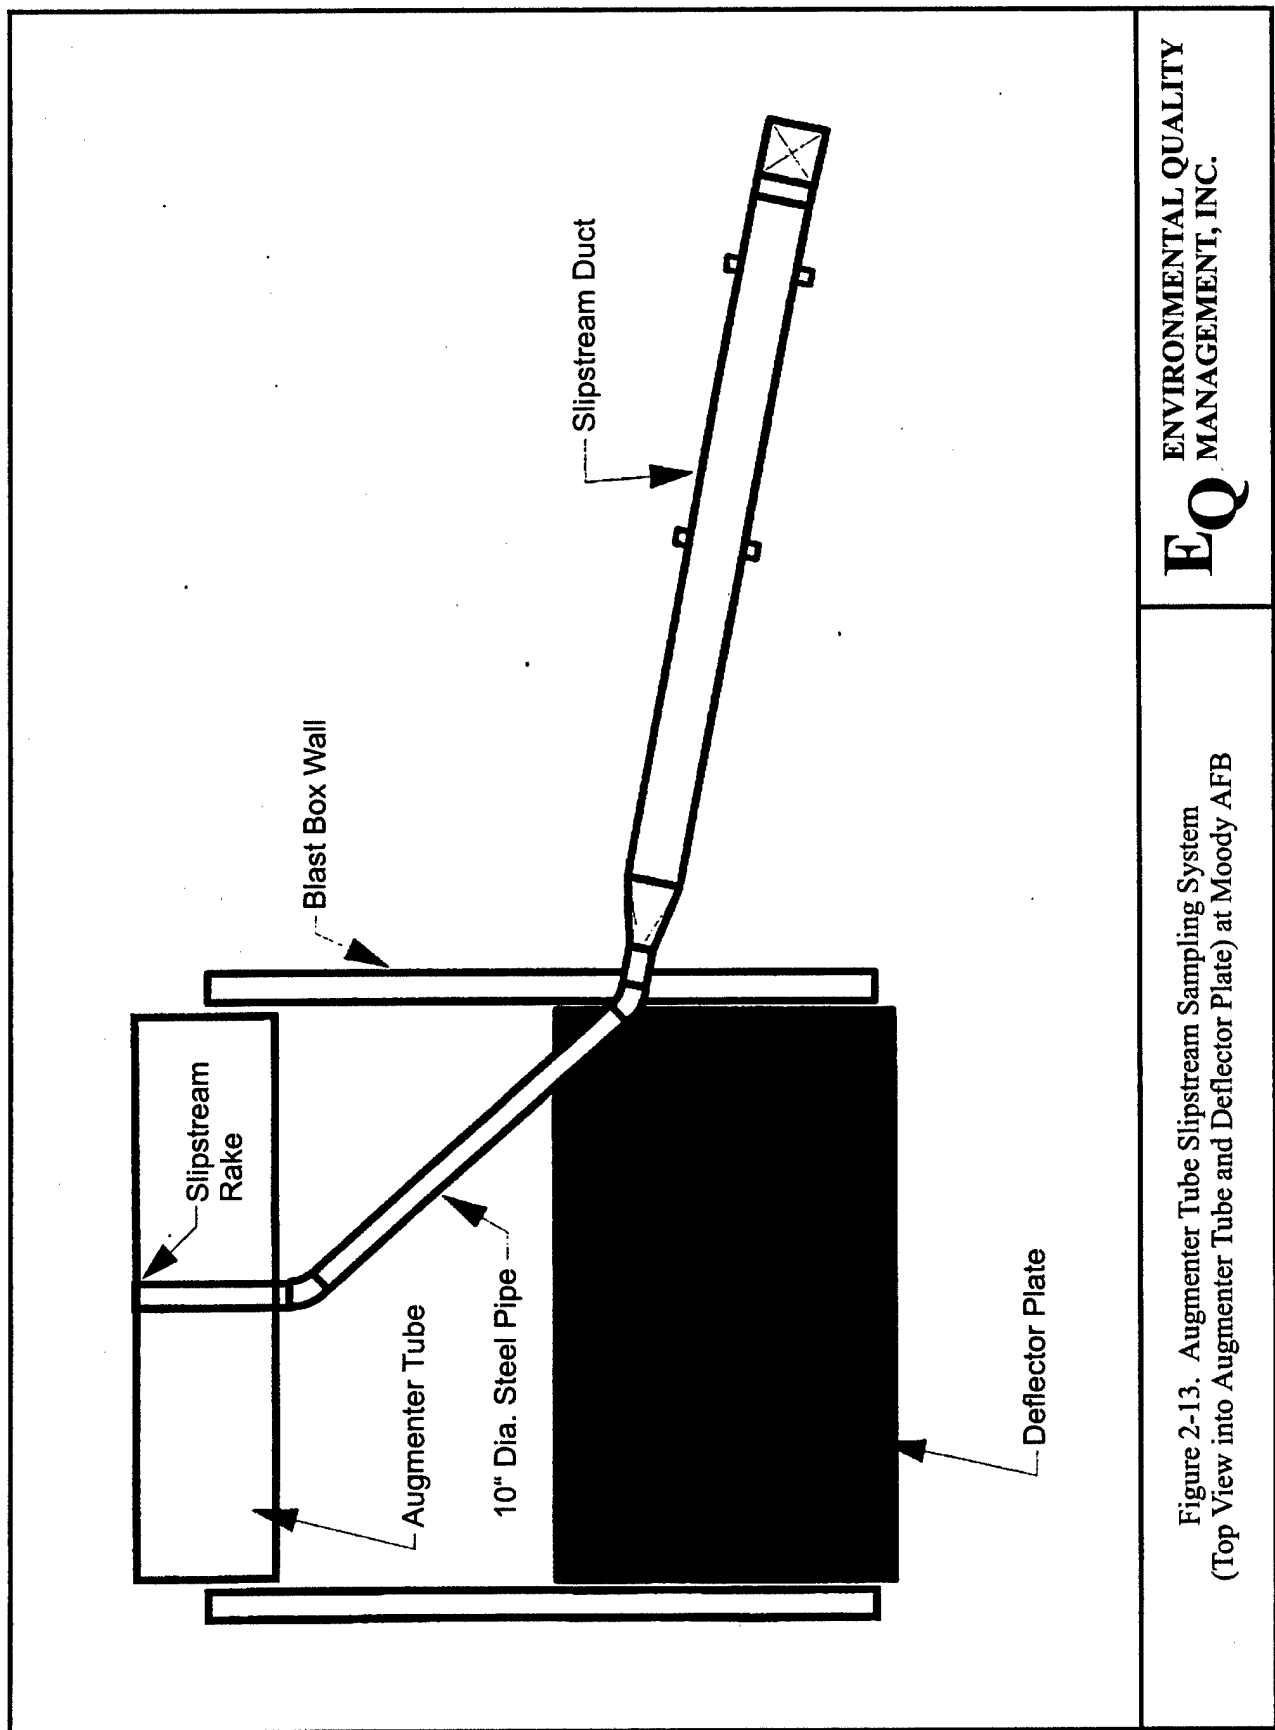 Slipstream
Rake
Augmenter Tube
10" Dia. Steel Pipe
Blast Box Wall
Slipstream Duct
Deflector Plate
Figure 2-13. Augmenter Tube Slipstream Sampling System
(Top View into Augmenter Tube and Deflector Plate) at Moody AFB
EQ
ENVIRONMENTAL QUALITY
MANAGEMENT, INC.